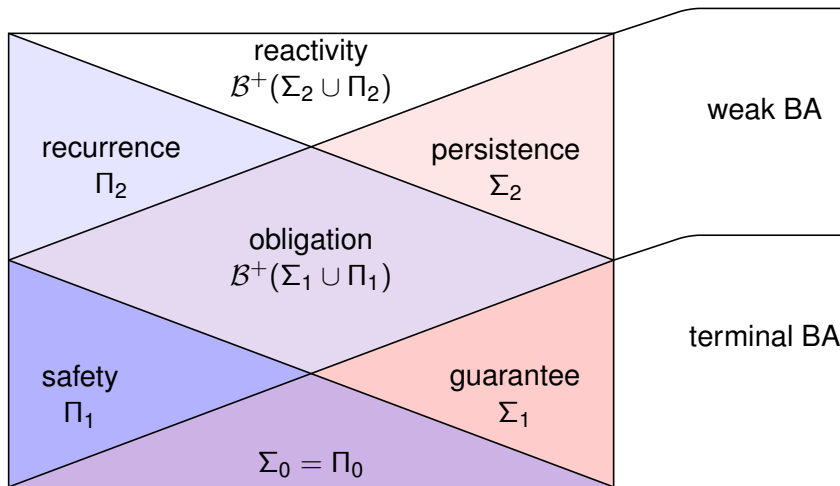 reactivity
B⁺(Σ₂ ∪ Π₂)
weak BA
recurrence
Π₂
persistence
Σ₂
obligation
B⁺(Σ₁ ∪ Π₁)
terminal BA
safety
Π₁
guarantee
Σ₁
Σ₀ = Π₀